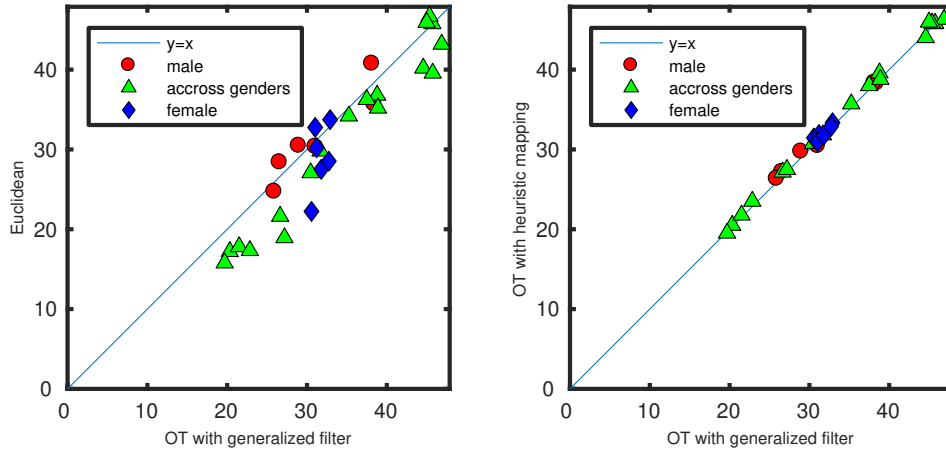 y=x
male
accross genders
female
40
30
20
10
0
Euclidean
0 10 20 30 40
OT with generalized filter
y=x
male
accross genders
female
40
30
20
10
0
OT with heuristic mapping
0 10 20 30 40
OT with generalized filter